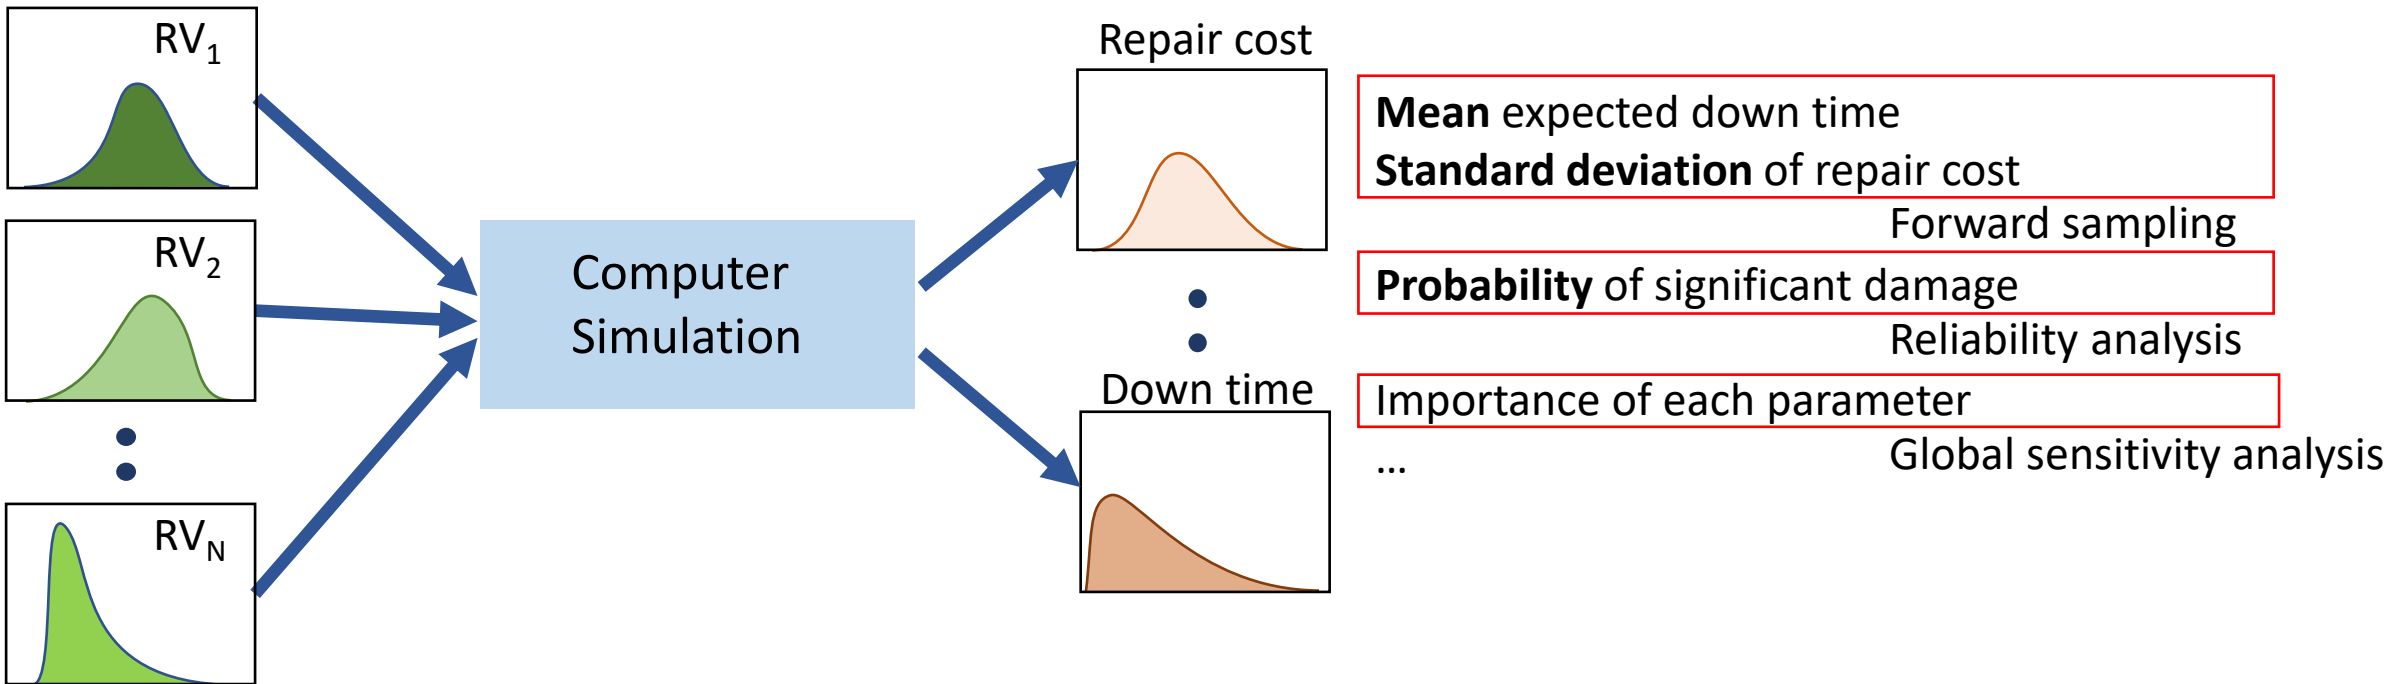 RV₁
RV₂
RV_N
Computer
Simulation
Repair cost
Down time
Mean expected down time
Standard deviation of repair cost
Forward sampling
Probability of significant damage
Reliability analysis
Importance of each parameter
Global sensitivity analysis
...